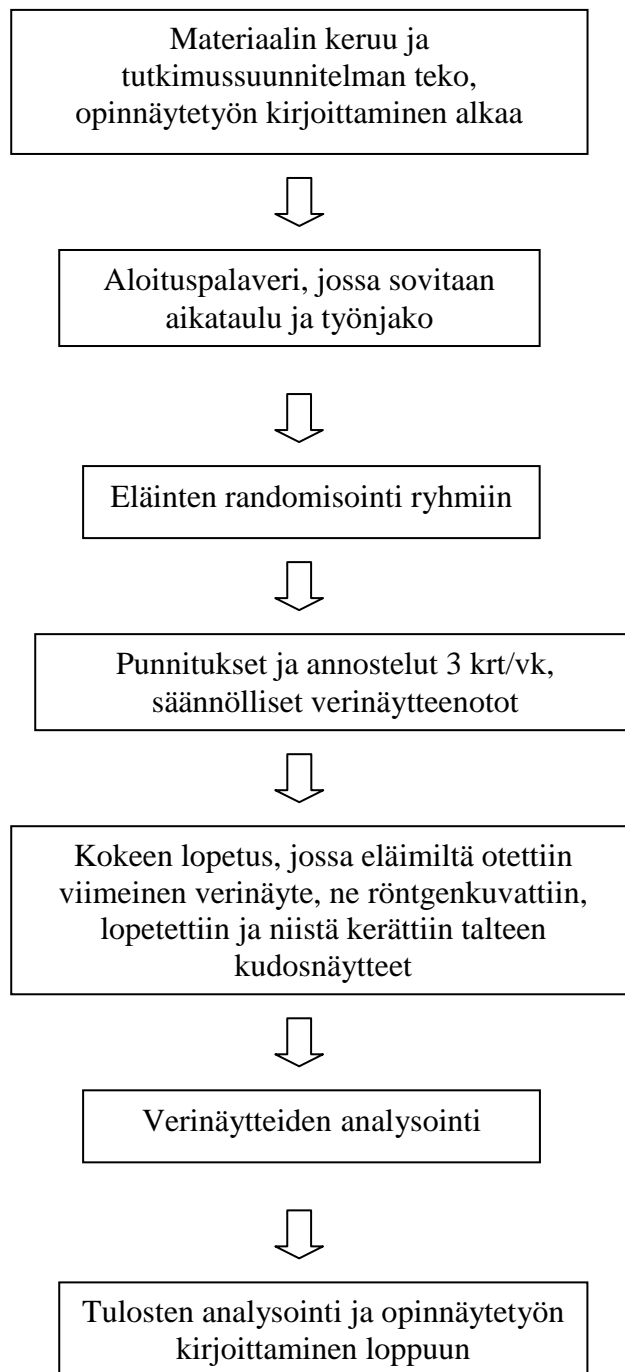 Materiaalin keruu ja
tutkimussuunnitelman teko,
opinnäytetyön kirjoittaminen alkaa
Aloituspalaveri, jossa sovitaan
aikataulu ja työnjako
Eläinten randomisointi ryhmiin
Punnitukset ja annostelut 3 krt/vk,
säännölliset verinäytteenotot
Kokeen lopetus, jossa eläimiltä otettiin
viimeinen verinäyte, ne röntgenkuvattiin,
lopetettiin ja niistä kerättiin talteen
kudosnäytteet
Verinäytteiden analysointi
Tulosten analysointi ja opinnäytetyön
kirjoittaminen loppuun